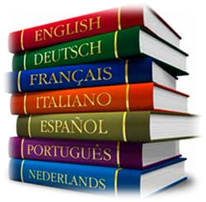 ENGLISH
DEUTSCH
FRANÇAIS
ITALIANO
ESPAÑOL
PORTUGUÊS
NEDERLANDS